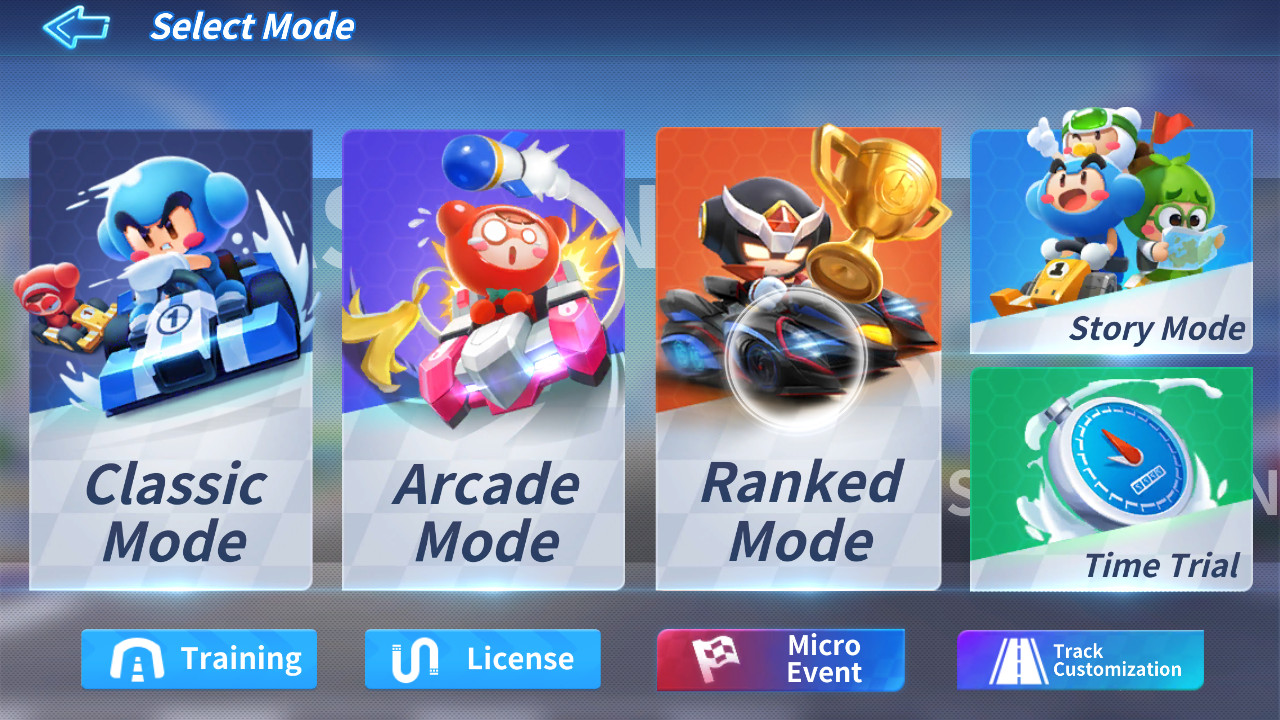 Select Mode
Classic
Mode
Arcade
Mode
Ranked
Mode
Story Mode
Time Trial
Training
License
Micro
Event
Track
Customization